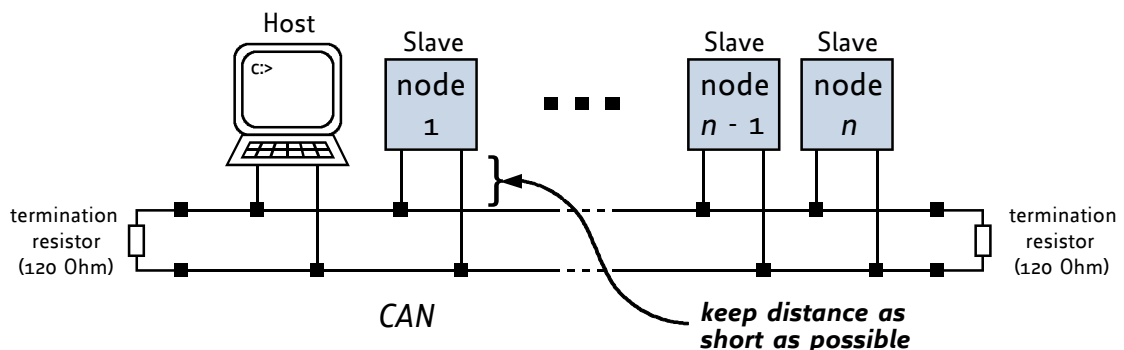 Host
C:>
Slave
node
1
Slave
node
n - 1
Slave
node
n
termination
resistor
(120 Ohm)
termination
resistor
(120 Ohm)
CAN
keep distance as
short as possible